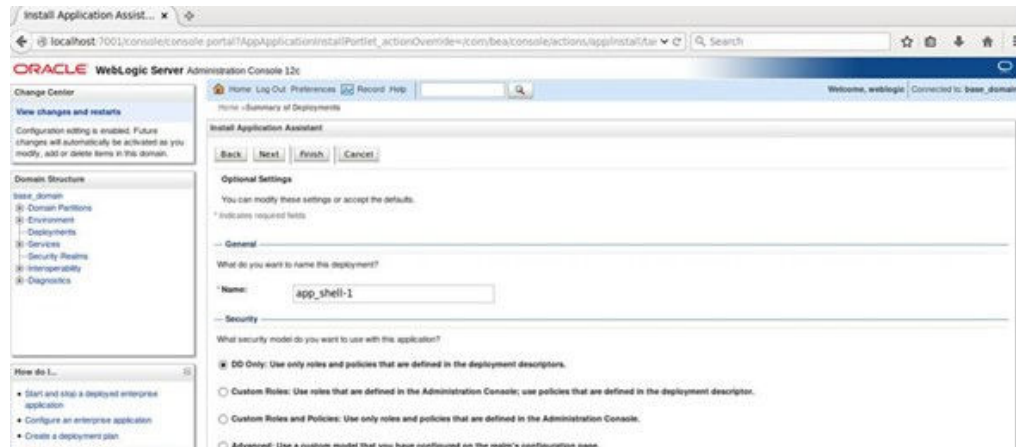 Install Application Assist... ×
localhost:7001/console/console.portal?AppApplicationInstallPortlet_actionOverride=/com/bea/console/actions/app/install/tar
Search
ORACLE WebLogic Server Administration Console 12c
Change Center
View changes and restarts
Configuration editing is enabled. Future
changes will automatically be activated as you
modify, add or delete items in this domain.
Domain Structure
base_domain
Domain Partitions
Environment
Deployments
Services
Security Realms
Interoperability
Diagnostics
How do I...
Start and stop a deployed enterprise
application
Configure an enterprise application
Create a deployment plan
Home Log Out Preferences Record Help
Welcome, weblogic Connected to: base_domain
Home >Summary of Deployments
Install Application Assistant
Back Next Finish Cancel
Optional Settings
You can modify these settings or accept the defaults.
* Indicates required fields
General
What do you want to name this deployment?
* Name: app_shell-1
Security
What security model do you want to use with this application?
DD Only: Use only roles and policies that are defined in the deployment descriptors.
Custom Roles: Use roles that are defined in the Administration Console; use policies that are defined in the deployment descriptor.
Custom Roles and Policies: Use only roles and policies that are defined in the Administration Console.
Advanced: Use a custom model that you have configured on the realm's configuration page.